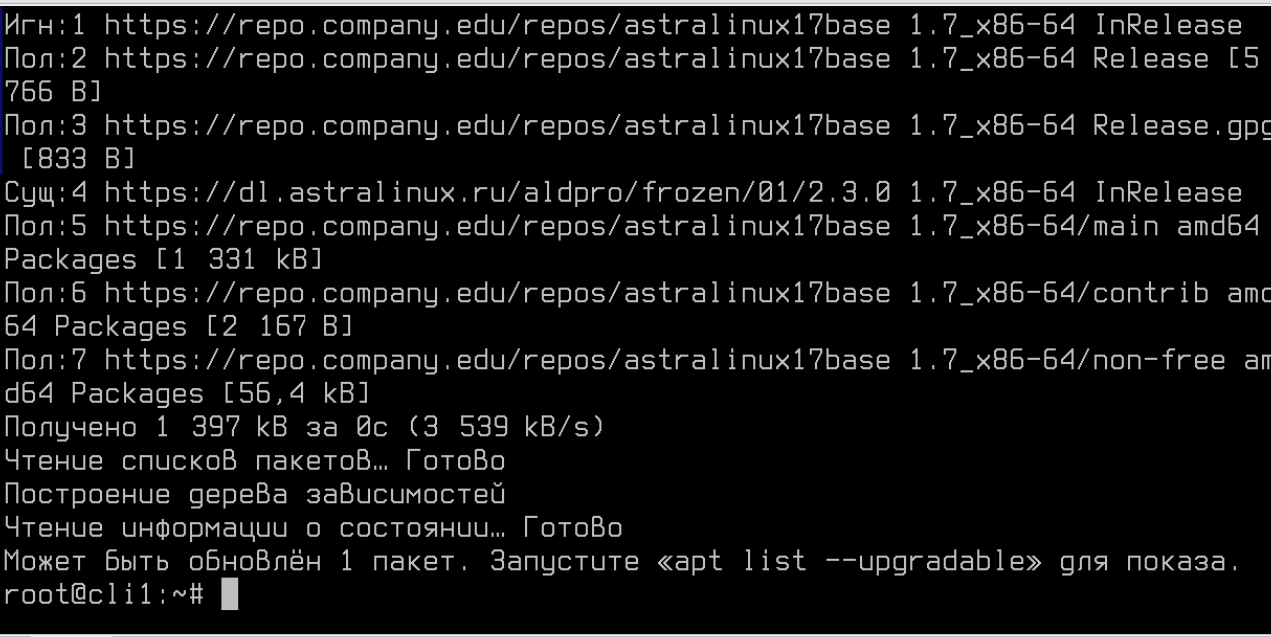 Игн:1 https://repo.company.edu/repos/astralinux17base 1.7_x86-64 InRelease
Пол:2 https://repo.company.edu/repos/astralinux17base 1.7_x86-64 Release [5
766 B]
Пол:3 https://repo.company.edu/repos/astralinux17base 1.7_x86-64 Release.gpg
[833 B]
Сущ:4 https://dl.astralinux.ru/aldpro/frozen/01/2.3.0 1.7_x86-64 InRelease
Пол:5 https://repo.company.edu/repos/astralinux17base 1.7_x86-64/main amd64
Packages [1 331 kB]
Пол:6 https://repo.company.edu/repos/astralinux17base 1.7_x86-64/contrib amd
64 Packages [2 167 B]
Пол:7 https://repo.company.edu/repos/astralinux17base 1.7_x86-64/non-free am
d64 Packages [56,4 kB]
Получено 1 397 kB за 0с (3 539 kB/s)
Чтение списков пакетов… Готово
Построение дерева зависимостей
Чтение информации о состоянии… Готово
Может быть обновлён 1 пакет. Запустите «apt list --upgradable» для показа.
root@cli1:~#